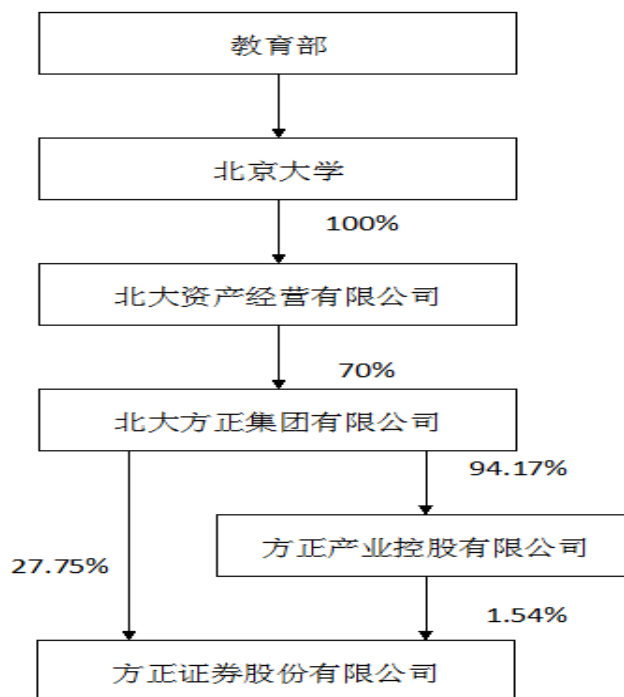 教育部
北京大学
100%
北大资产经营有限公司
70%
北大方正集团有限公司
94.17%
方正产业控股有限公司
27.75%
1.54%
方正证券股份有限公司